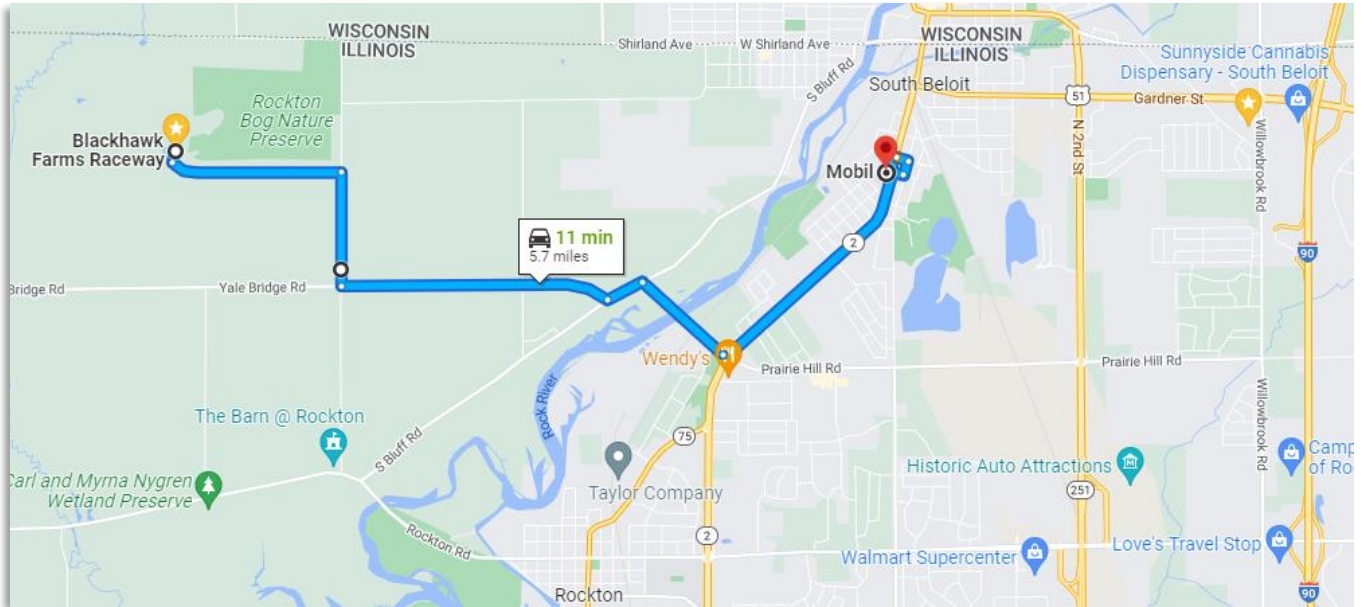 WISCONSIN
ILLINOIS
Shirland Ave
W Shirland Ave
WISCONSIN
ILLINOIS
S Bluff Rd
South Beloit
Sunnyside Cannabis
Dispensary - South Beloit
51
Gardner St
Rockton
Bog Nature
Preserve
Blackhawk
Farms Raceway
N 2nd St
Willowbrook Rd
Mobil
11 min
5.7 miles
2
90
Bridge Rd
Yale Bridge Rd
Wendy's
Prairie Hill Rd
Prairie Hill Rd
Rock River
The Barn @ Rockton
S Bluff Rd
75
Willowbrook Rd
Carl and Myrna Nygren
Wetland Preserve
Taylor Company
Historic Auto Attractions
Camp
of Ro
251
Rockton Rd
2
Walmart Supercenter
Love's Travel Stop
Rockton
90